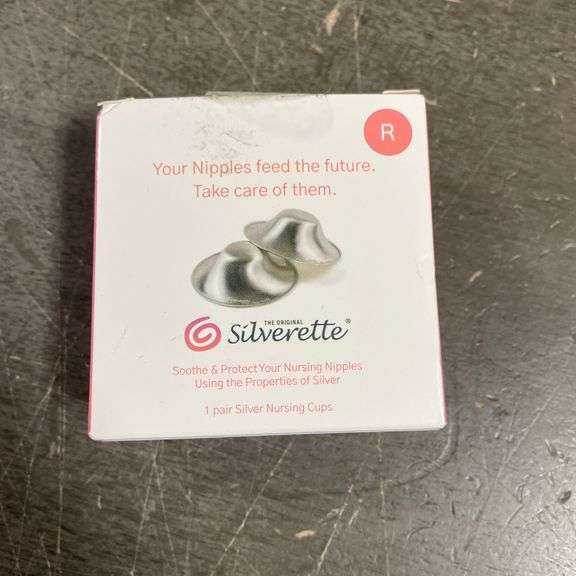 R
Your Nipples feed the future.
Take care of them.
THE ORIGINAL
Silverette®
Soothe & Protect Your Nursing Nipples
Using the Properties of Silver
1 pair Silver Nursing Cups